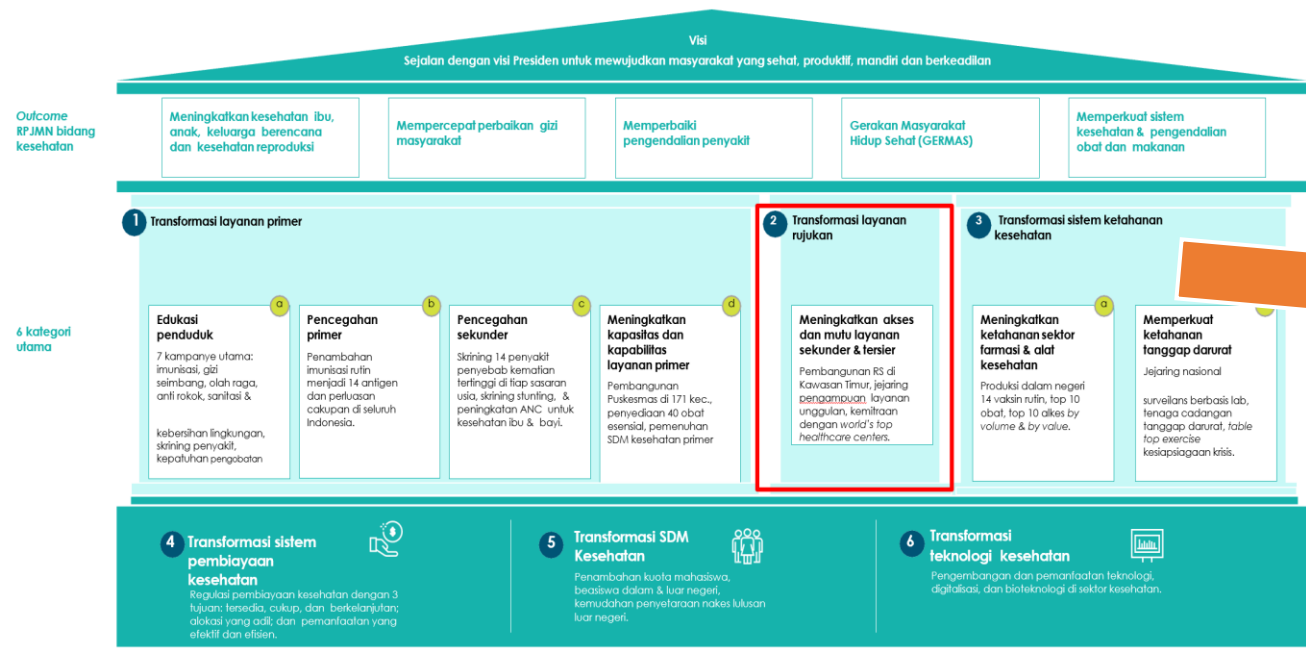 Visi
Sejalan dengan visi Presiden untuk mewujudkan masyarakat yang sehat, produktif, mandiri dan berkeadilan
Outcome
RPJMN bidang
kesehatan
Meningkatkan kesehatan ibu,
anak, keluarga berencana
dan kesehatan reproduksi
Mempercepat perbaikan gizi
masyarakat
Memperbaiki
pengendalian penyakit
Gerakan Masyarakat
Hidup Sehat (GERMAS)
Memperkuat sistem
kesehatan & pengendalian
obat dan makanan
6 kategori
utama
1 Transformasi layanan primer
a
Edukasi
penduduk
7 kampanye utama:
imunisasi, gizi
seimbang, olah raga,
anti rokok, sanitasi &
kebersihan lingkungan,
skrining penyakit,
kepatuhan pengobatan
b
Pencegahan
primer
Penambahan
imunisasi rutin
menjadi 14 antigen
dan perluasan
cakupan di seluruh
Indonesia.
c
Pencegahan
sekunder
Skrining 14 penyakit
penyebab kematian
tertinggi di tiap sasaran
usia, skrining stunting, &
peningkatan ANC untuk
kesehatan ibu & bayi.
d
Meningkatkan
kapasitas dan
kapabilitas
layanan primer
Pembangunan
Puskesmas di 171 kec.,
penyediaan 40 obat
esensial, pemenuhan
SDM kesehatan primer
2 Transformasi layanan
rujukan
Meningkatkan akses
dan mutu layanan
sekunder & tersier
Pembangunan RS di
Kawasan Timur, jejaring
pengampuan layanan
unggulan, kemitraan
dengan world's top
healthcare centers.
3 Transformasi sistem ketahanan
kesehatan
a
Meningkatkan
ketahanan sektor
farmasi & alat
kesehatan
Produksi dalam negeri
14 vaksin rutin, top 10
obat, top 10 alkes by
volume & by value.
Memperkuat
ketahanan
tanggap darurat
Jejaring nasional
surveilans berbasis lab,
tenaga cadangan
tanggap darurat, table
top exercise
kesiapsiagaan krisis.
4 Transformasi sistem
pembiayaan
kesehatan
Regulasi pembiayaan kesehatan dengan 3
tujuan: tersedia, cukup, dan berkelanjutan;
alokasi yang adil; dan pemanfaatan yang
efektif dan efisien.
5 Transformasi SDM
Kesehatan
Penambahan kuota mahasiswa,
beasiswa dalam & luar negeri,
kemudahan penyetaraan nakes lulusan
luar negeri.
6 Transformasi
teknologi kesehatan
Pengembangan dan pemanfaatan teknologi,
digitalisasi, dan bioteknologi di sektor kesehatan.